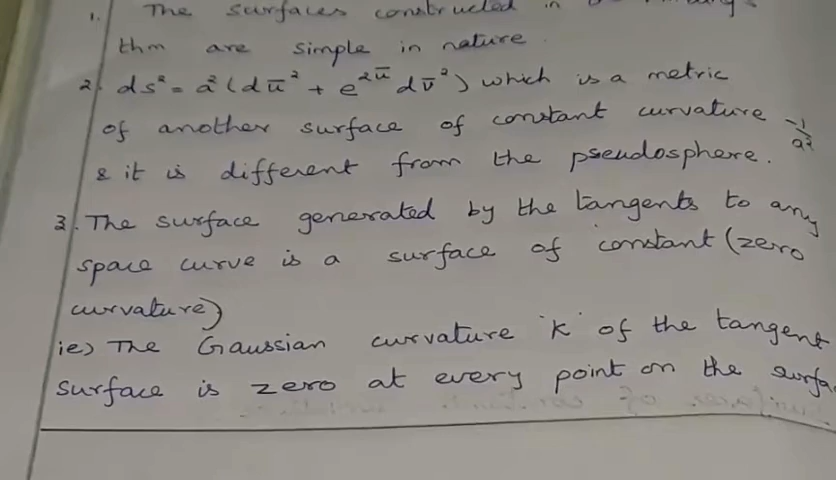 1. The surfaces constructed in
thm are simple in nature.
2. ds² = a²(dū² + e^2ū dv̄²) which is a metric
of another surface of constant curvature -1/a²
& it is different from the pseudosphere.
3. The surface generated by the tangents to any
space curve is a surface of constant (zero
curvature)
ie) The Gaussian curvature 'K' of the tangent
surface is zero at every point on the surfa